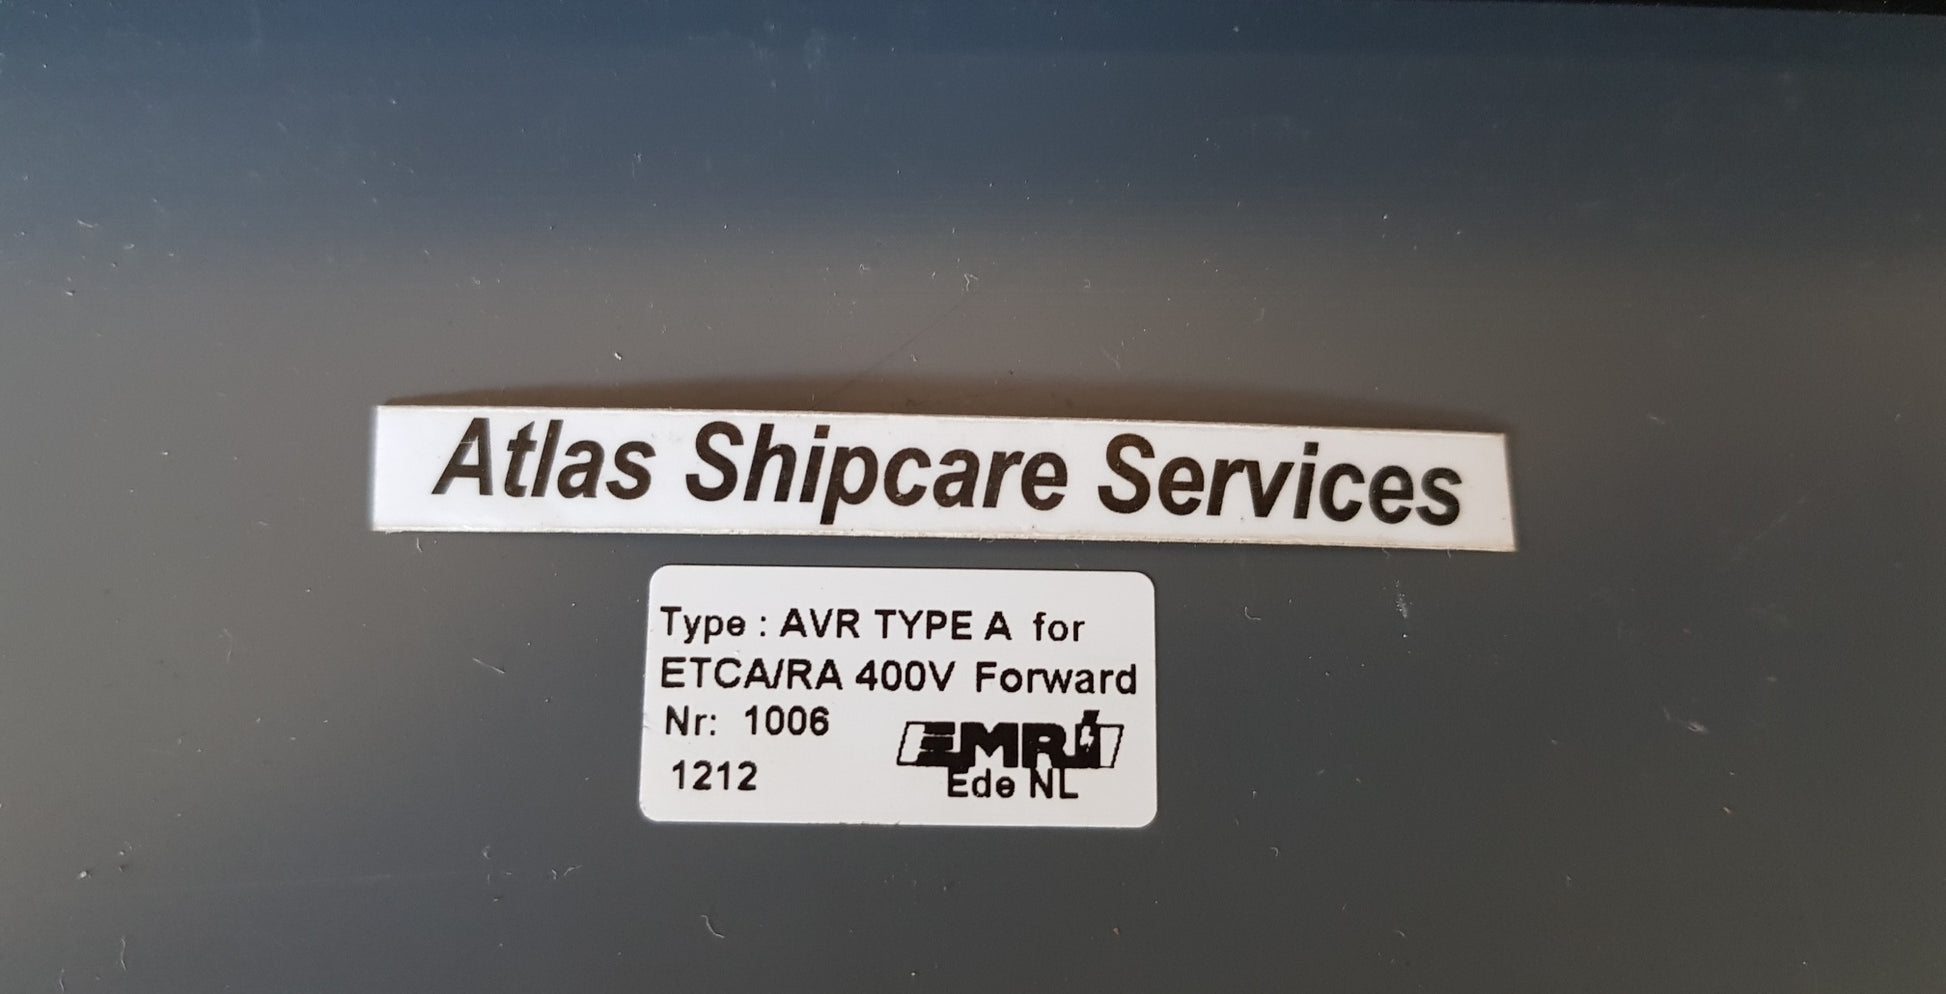 Atlas Shipcare Services
Type : AVR TYPE A for
ETCA/RA 400V Forward
Nr: 1006
EMRI
1212
Ede NL